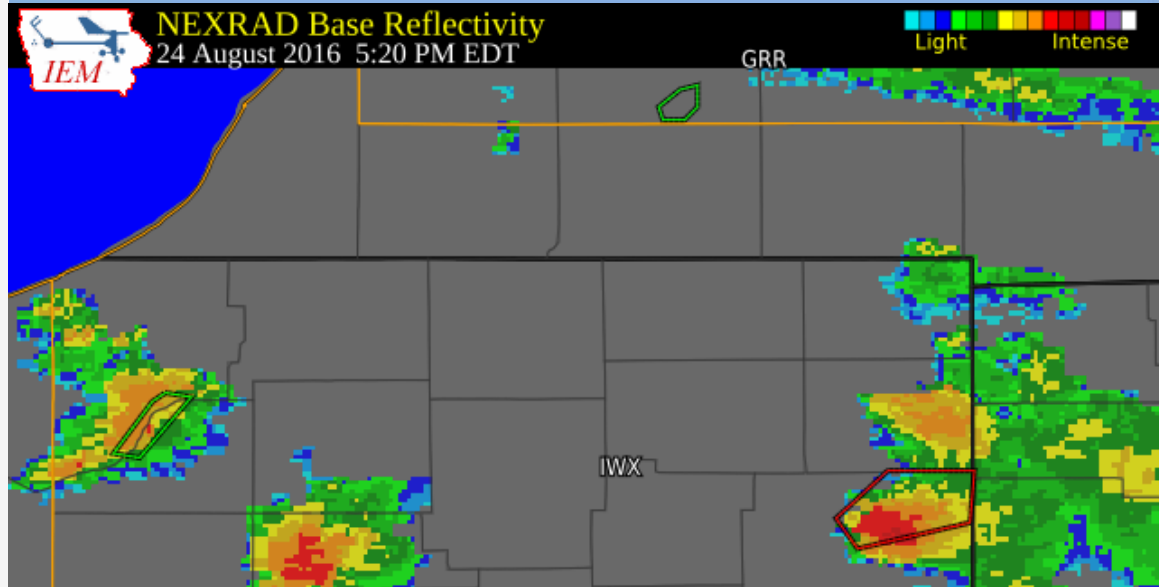 NEXRAD Base Reflectivity
24 August 2016 5:20 PM EDT
IEM
Light Intense
GRR
IWX